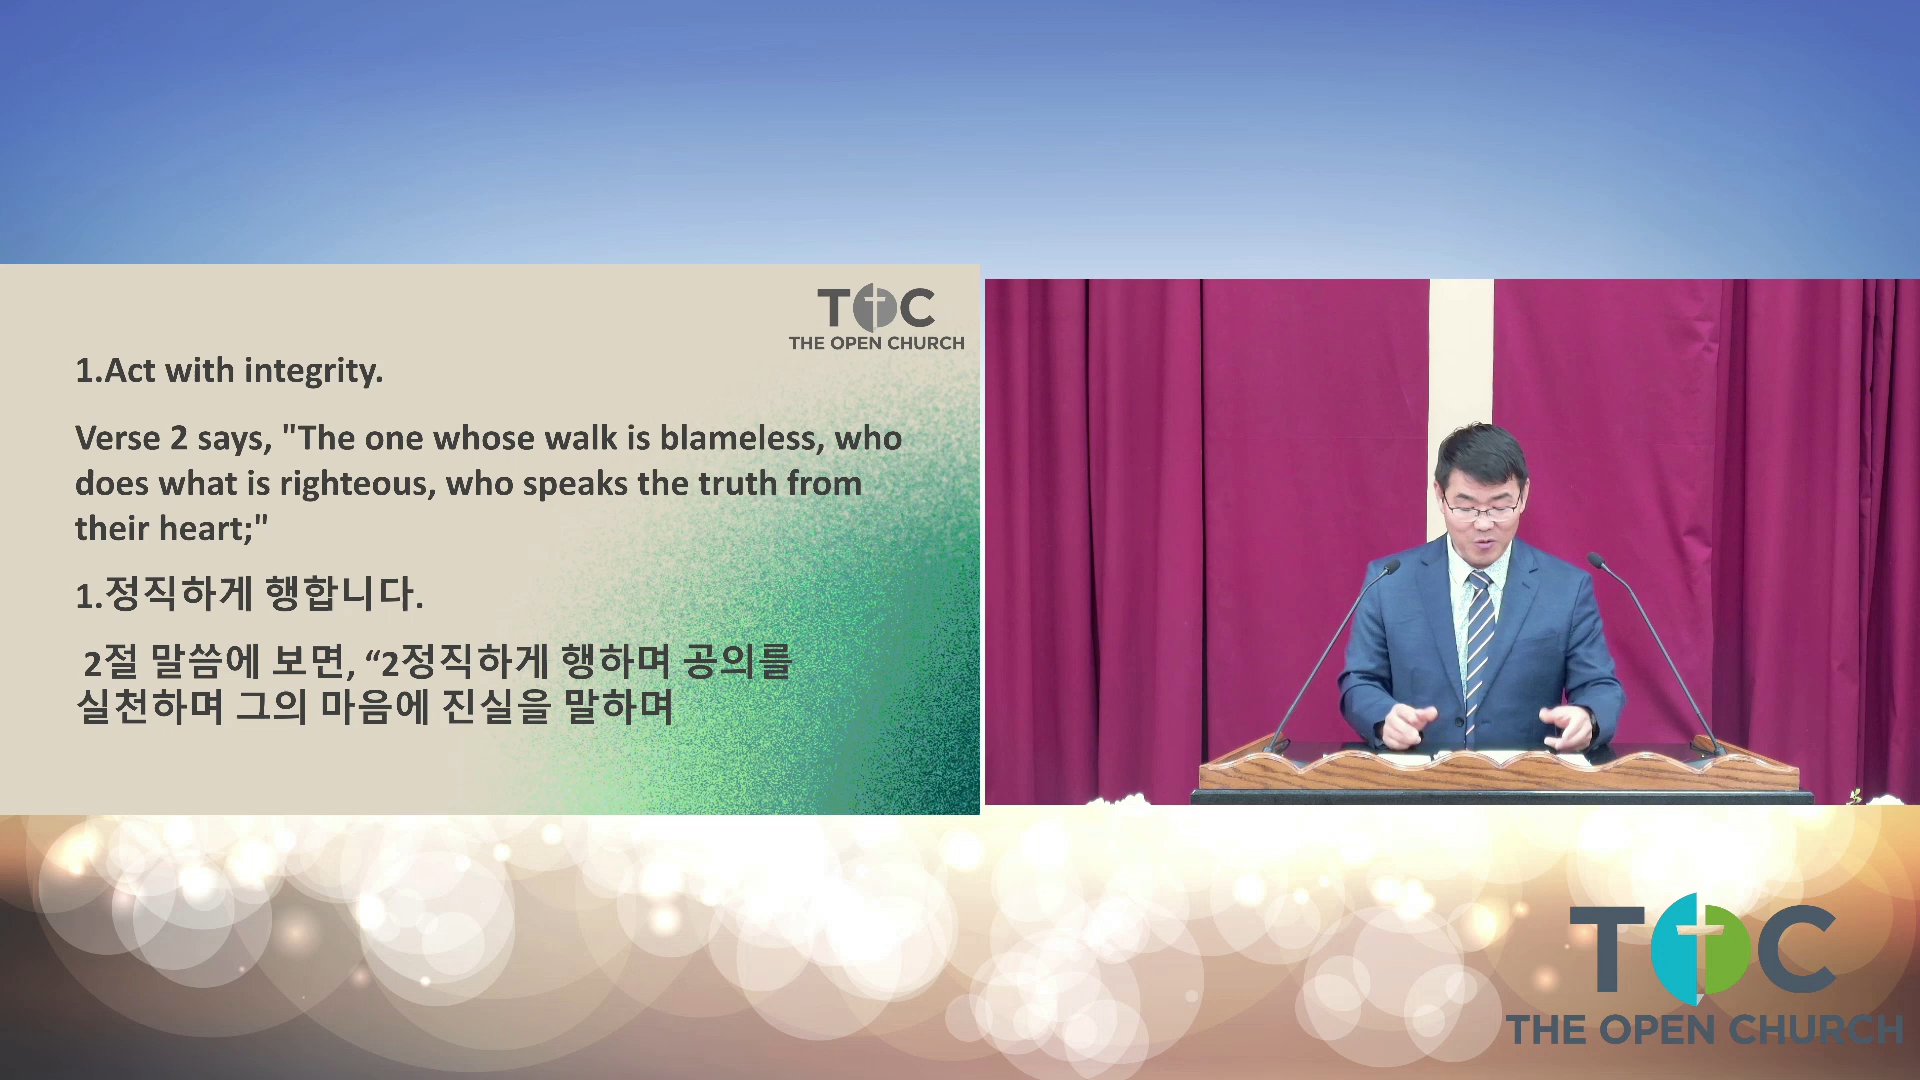 TOC
THE OPEN CHURCH
1.Act with integrity.
Verse 2 says, "The one whose walk is blameless, who
does what is righteous, who speaks the truth from
their heart;"
1.정직하게 행합니다.
2절 말씀에 보면, “2정직하게 행하며 공의를
실천하며 그의 마음에 진실을 말하며
TOC
THE OPEN CHURCH